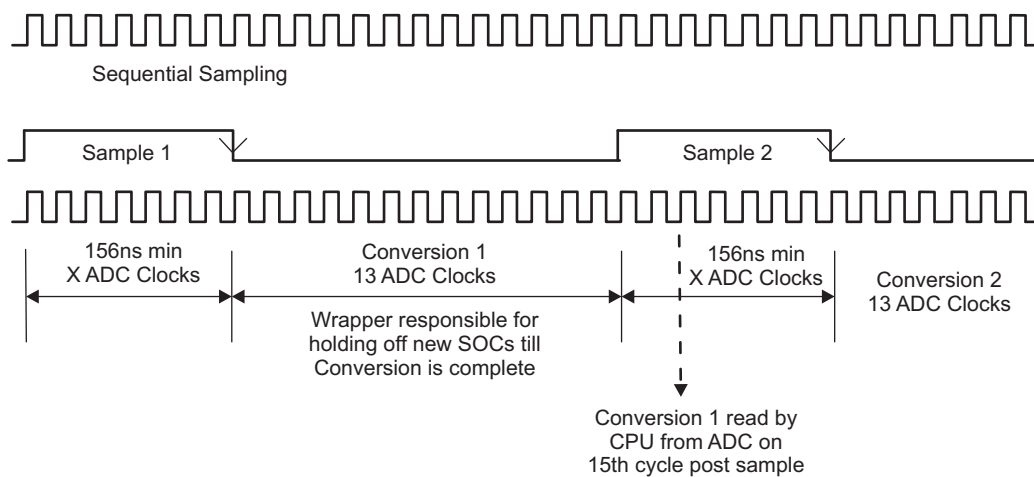 Sequential Sampling
Sample 1
Sample 2
156ns min
X ADC Clocks
Conversion 1
13 ADC Clocks
156ns min
X ADC Clocks
Conversion 2
13 ADC Clocks
Wrapper responsible for
holding off new SOCs till
Conversion is complete
Conversion 1 read by
CPU from ADC on
15th cycle post sample